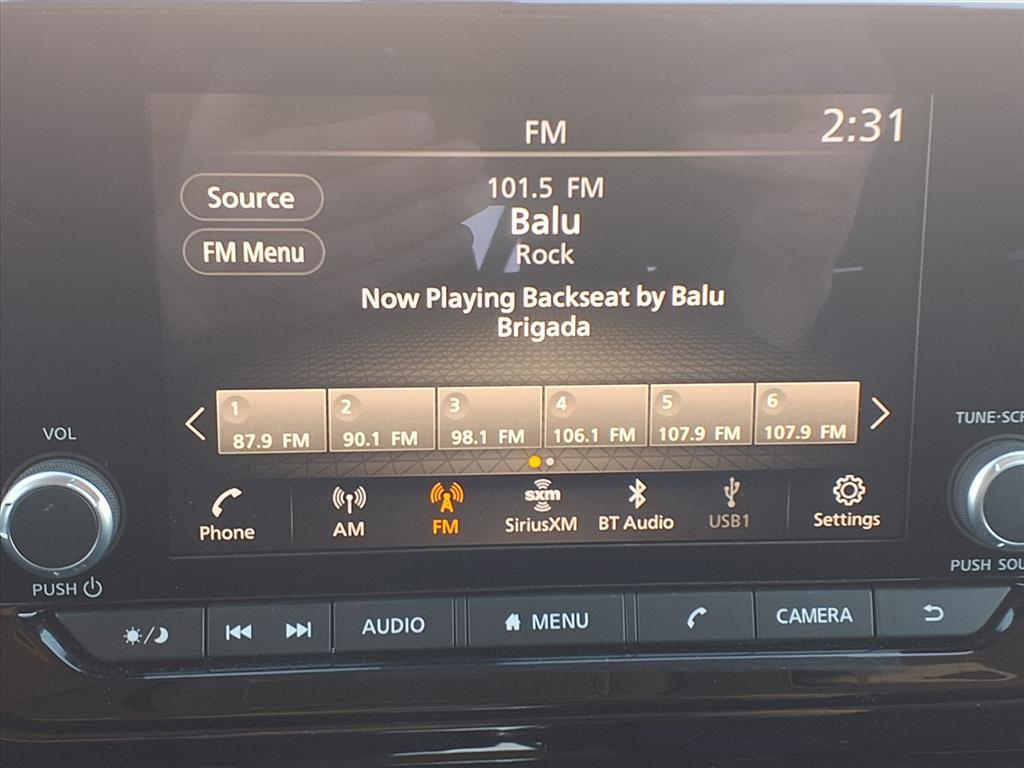 FM
2:31
Source
101.5 FM
Balu
FM Menu
Rock
Now Playing Backseat by Balu
Brigada
1
2
3
4
5
6
87.9 FM
90.1 FM
98.1 FM
106.1 FM
107.9 FM
107.9 FM
VOL
TUNE·SCR
Phone
AM
FM
sxm
SiriusXM
BT Audio
USB1
Settings
PUSH
PUSH SOU
AUDIO
MENU
CAMERA